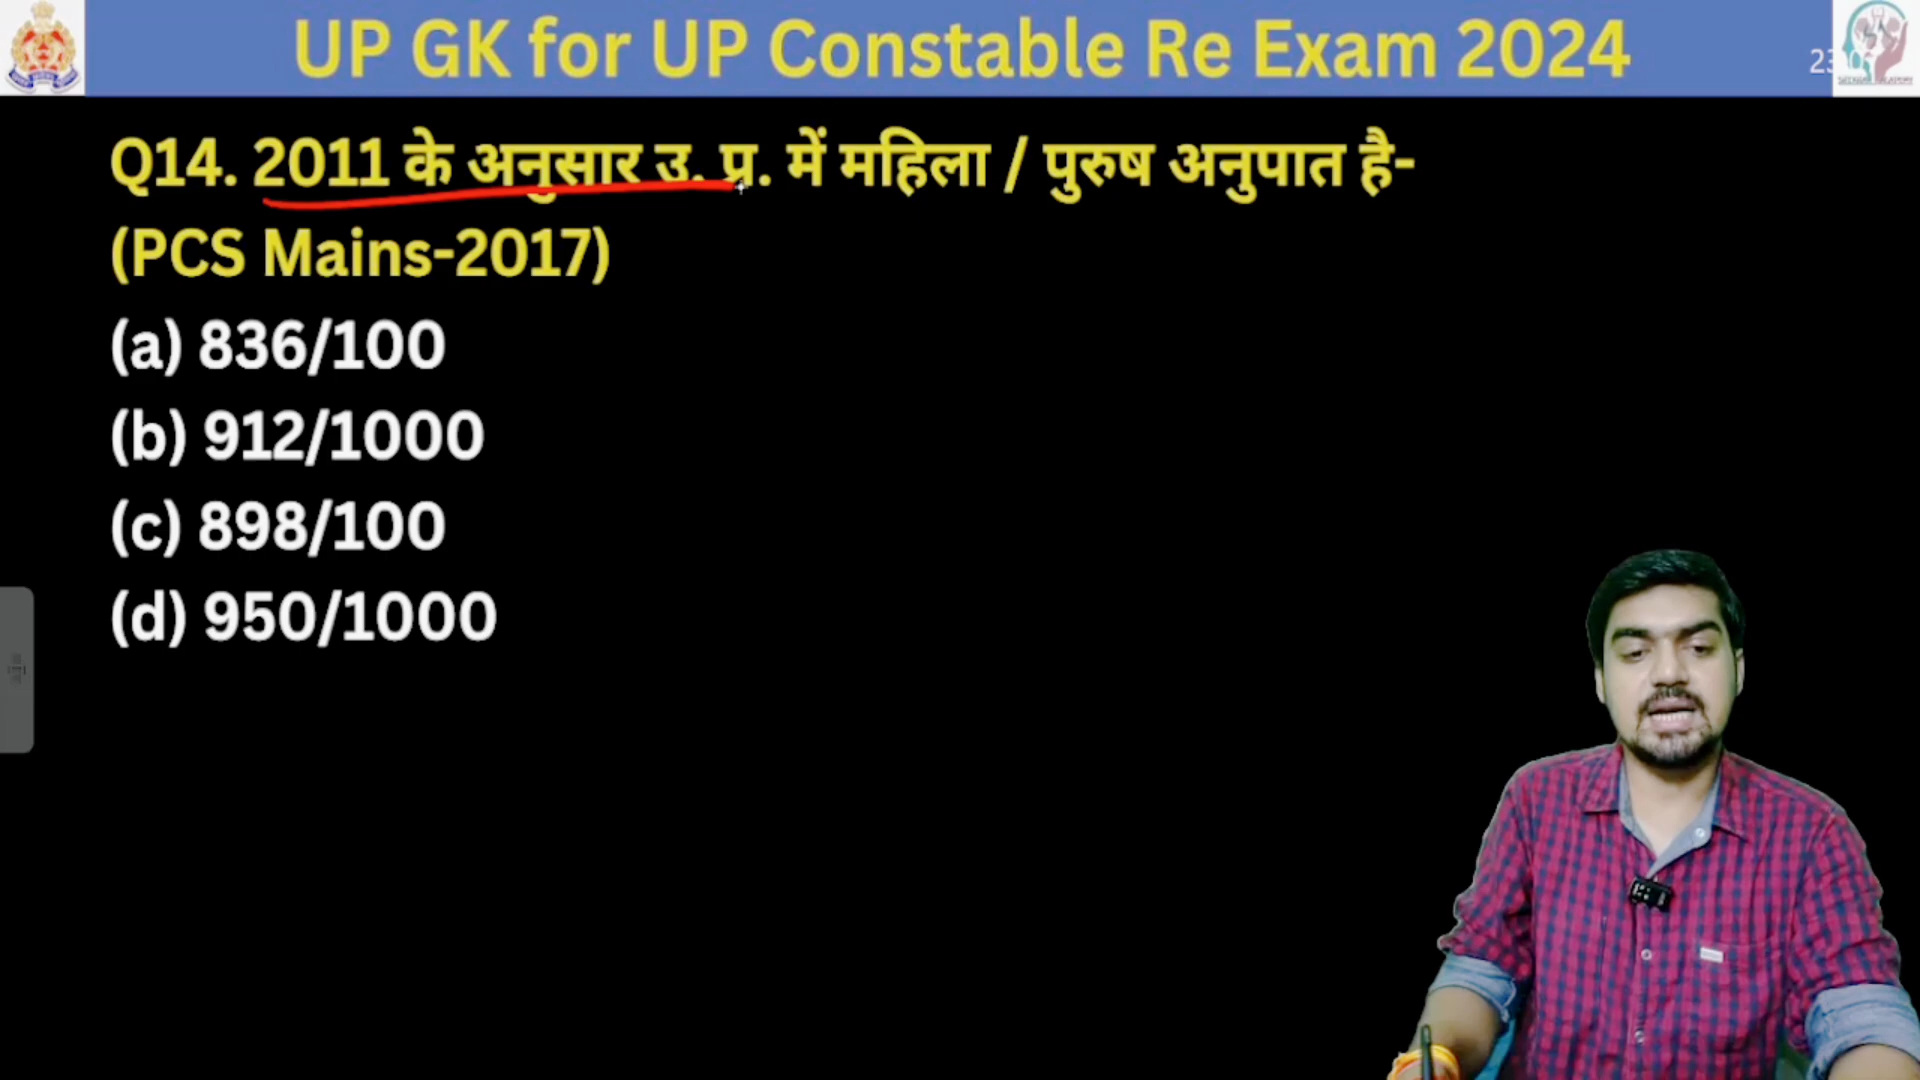 UP GK for UP Constable Re Exam 2024
Q14. 2011 के अनुसार उ. प्र. में महिला / पुरुष अनुपात है-
(PCS Mains-2017)
(a) 836/100
(b) 912/1000
(c) 898/100
(d) 950/1000